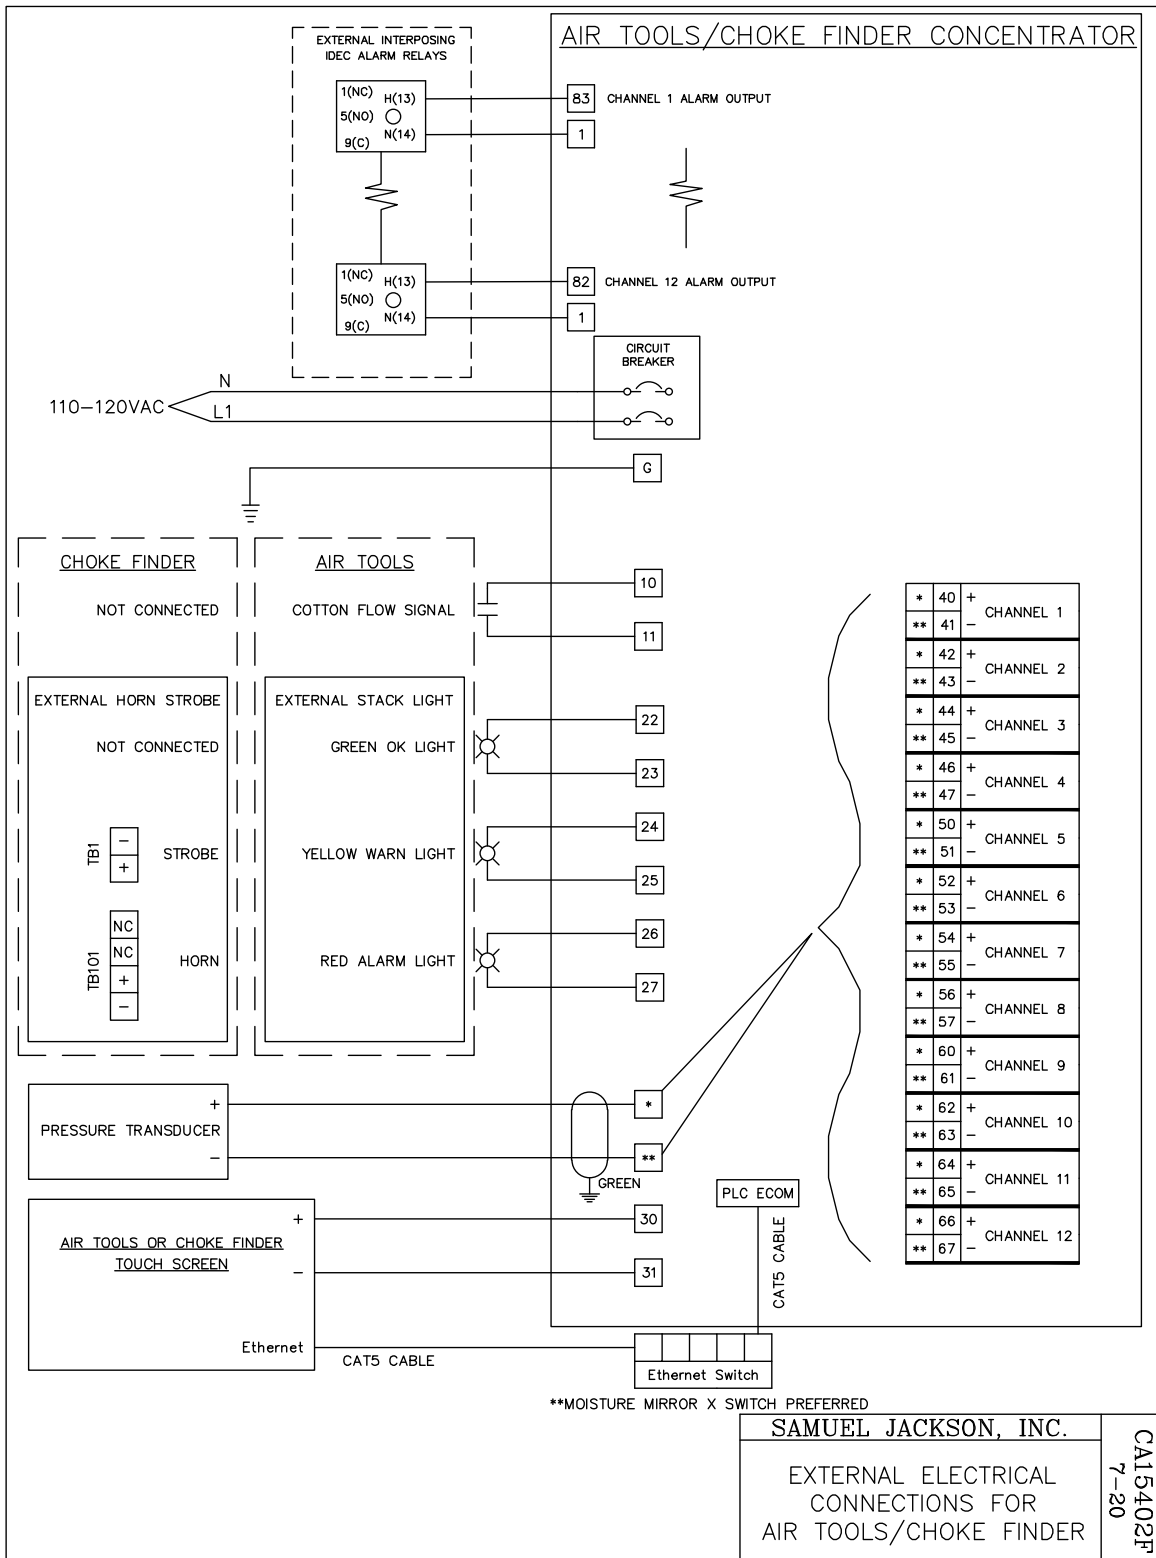 AIR TOOLS/CHOKE FINDER CONCENTRATOR
EXTERNAL INTERPOSING
IDEC ALARM RELAYS
1(NC) H(13)
5(NO)
9(C) N(14)
83 CHANNEL 1 ALARM OUTPUT
1
1(NC) H(13)
5(NO)
9(C) N(14)
82 CHANNEL 12 ALARM OUTPUT
1
CIRCUIT
BREAKER
110-120VAC
N
L1
G
CHOKE FINDER
NOT CONNECTED
EXTERNAL HORN STROBE
NOT CONNECTED
TB1
-
+
STROBE
TB101
NC
NC
+
-
HORN
AIR TOOLS
COTTON FLOW SIGNAL
EXTERNAL STACK LIGHT
GREEN OK LIGHT
YELLOW WARN LIGHT
RED ALARM LIGHT
10
11
22
23
24
25
26
27
PRESSURE TRANSDUCER
+
-
*
**
GREEN
AIR TOOLS OR CHOKE FINDER
TOUCH SCREEN
+
-
30
31
Ethernet
CAT5 CABLE
PLC ECOM
CAT5 CABLE
Ethernet Switch
**MOISTURE MIRROR X SWITCH PREFERRED
* 40 + CHANNEL 1
** 41 -
* 42 + CHANNEL 2
** 43 -
* 44 + CHANNEL 3
** 45 -
* 46 + CHANNEL 4
** 47 -
* 50 + CHANNEL 5
** 51 -
* 52 + CHANNEL 6
** 53 -
* 54 + CHANNEL 7
** 55 -
* 56 + CHANNEL 8
** 57 -
* 60 + CHANNEL 9
** 61 -
* 62 + CHANNEL 10
** 63 -
* 64 + CHANNEL 11
** 65 -
* 66 + CHANNEL 12
** 67 -
SAMUEL JACKSON, INC.
EXTERNAL ELECTRICAL
CONNECTIONS FOR
AIR TOOLS/CHOKE FINDER
CA15402F
7-20